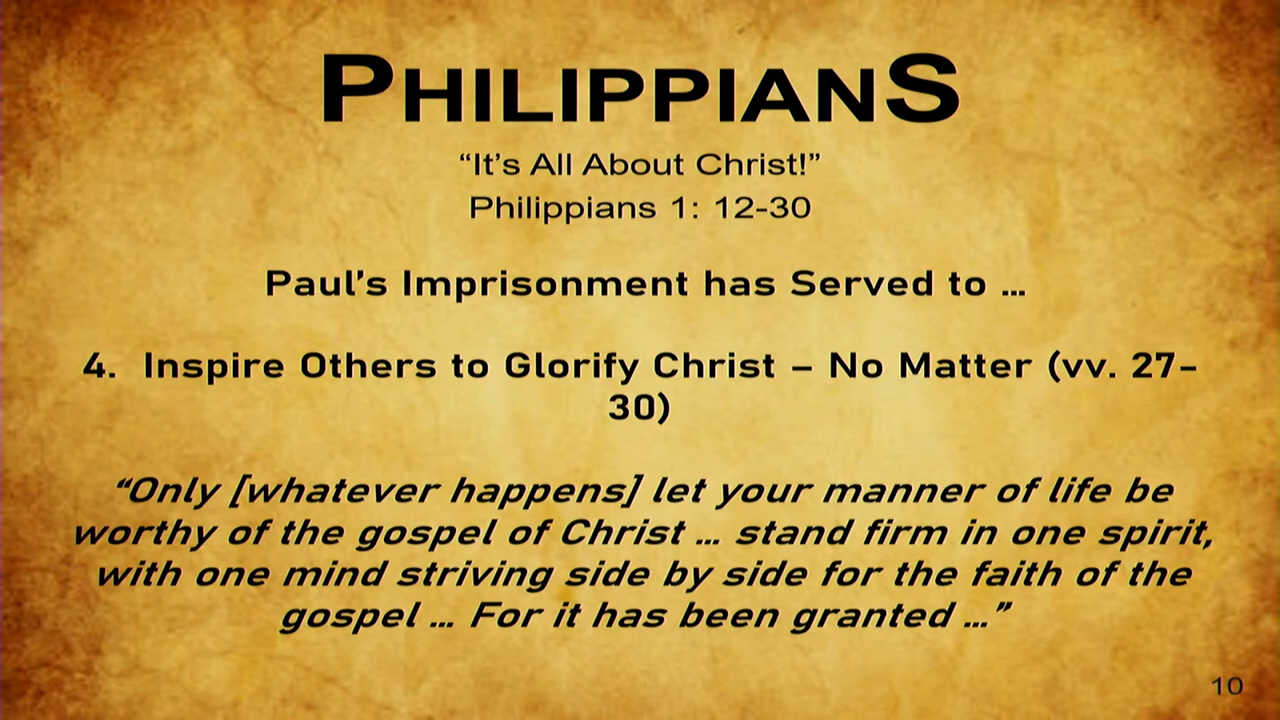 PHILIPPIANS
“It’s All About Christ!”
Philippians 1: 12-30
Paul’s Imprisonment has Served to …
4. Inspire Others to Glorify Christ – No Matter (vv. 27-
30)
“Only [whatever happens] let your manner of life be
worthy of the gospel of Christ … stand firm in one spirit,
with one mind striving side by side for the faith of the
gospel … For it has been granted …”
10